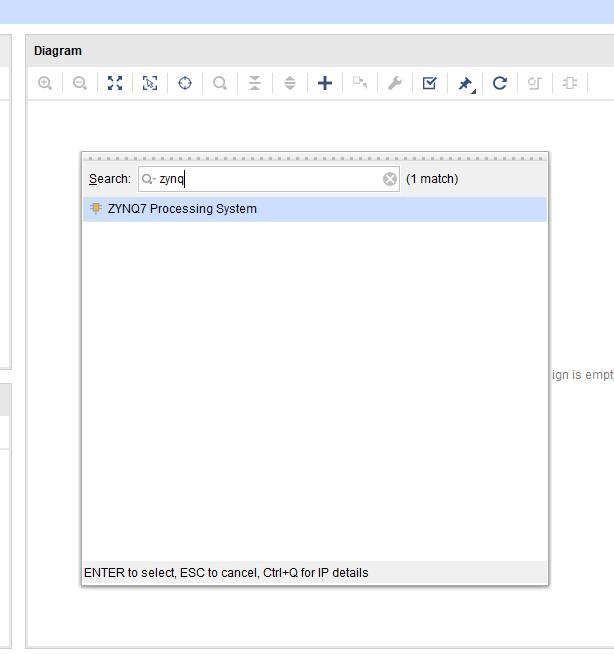 Diagram
Search: zynq (1 match)
ZYNQ7 Processing System
ign is empt
ENTER to select, ESC to cancel, Ctrl+Q for IP details